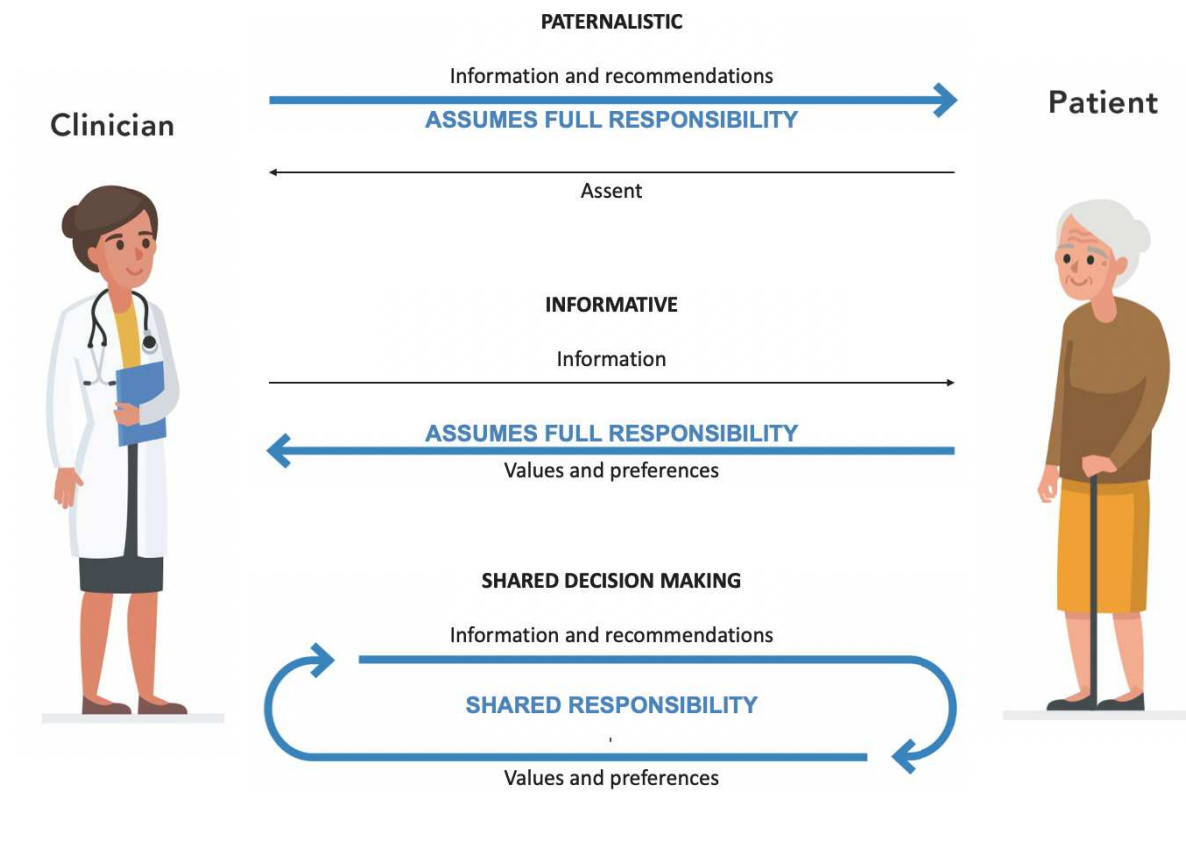 PATERNALISTIC
Information and recommendations
ASSUMES FULL RESPONSIBILITY
Clinician
Patient
Assent
INFORMATIVE
Information
ASSUMES FULL RESPONSIBILITY
Values and preferences
SHARED DECISION MAKING
Information and recommendations
SHARED RESPONSIBILITY
Values and preferences